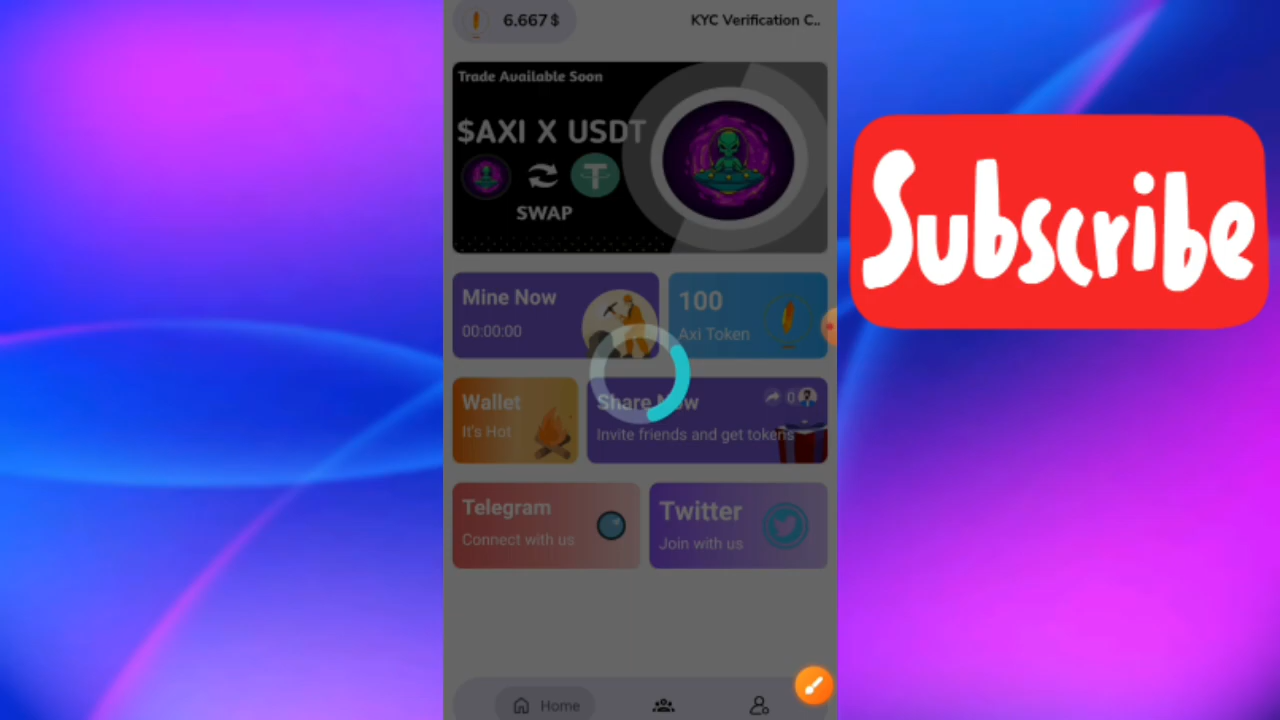 6.667 $
KYC Verification C..
Trade Available Soon
$AXI X USDT
SWAP
Mine Now
00:00:00
100
Axi Token
Wallet
It's Hot
Share Now
0
Invite friends and get tokens
Telegram
Connect with us
Twitter
Join with us
Home
Subscribe